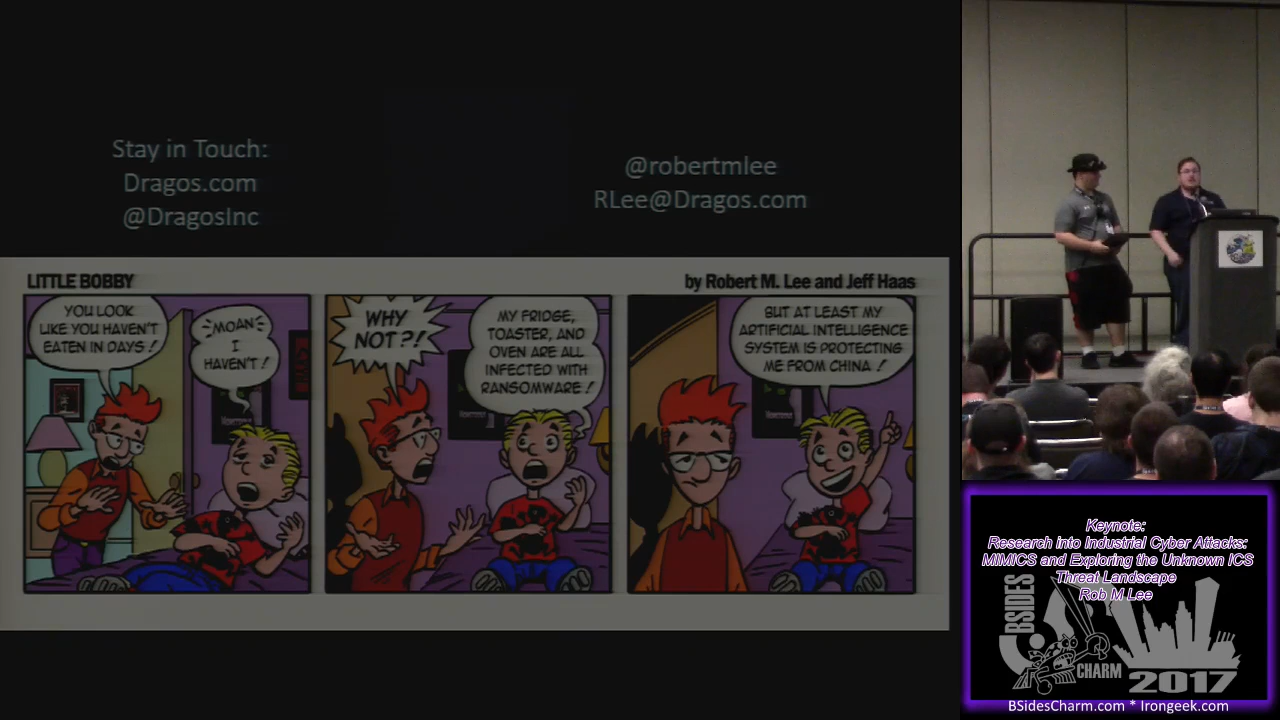 Stay in Touch:
Dragos.com
@DragosInc
@robertmlee
RLee@Dragos.com
LITTLE BOBBY
by Robert M. Lee and Jeff Haas
YOU LOOK
LIKE YOU HAVEN'T
EATEN IN DAYS!
MOAN
I
HAVEN'T!
WHY
NOT?!
MY FRIDGE,
TOASTER, AND
OVEN ARE ALL
INFECTED WITH
RANSOMWARE!
BUT AT LEAST MY
ARTIFICIAL INTELLIGENCE
SYSTEM IS PROTECTING
ME FROM CHINA!
Keynote:
Research into Industrial Cyber Attacks:
MIMICS and Exploring the Unknown ICS
Threat Landscape
Rob M Lee
BSIDES
CHARM
2017
BSidesCharm.com * Irongeek.com